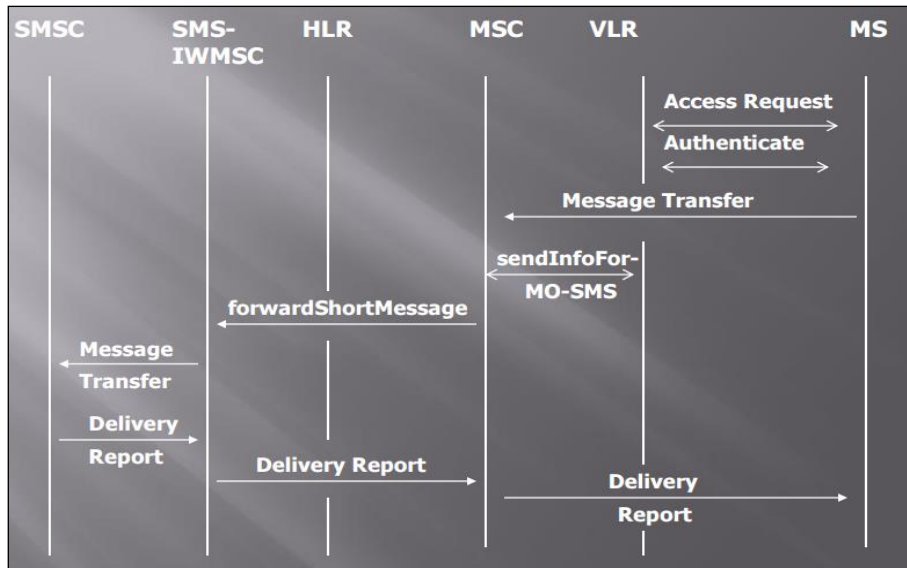 SMSC SMS- HLR MSC VLR MS
IWMSC
Access Request
Authenticate
Message Transfer
sendInfoFor-
MO-SMS
forwardShortMessage
Message
Transfer
Delivery
Report
Delivery Report
Delivery
Report